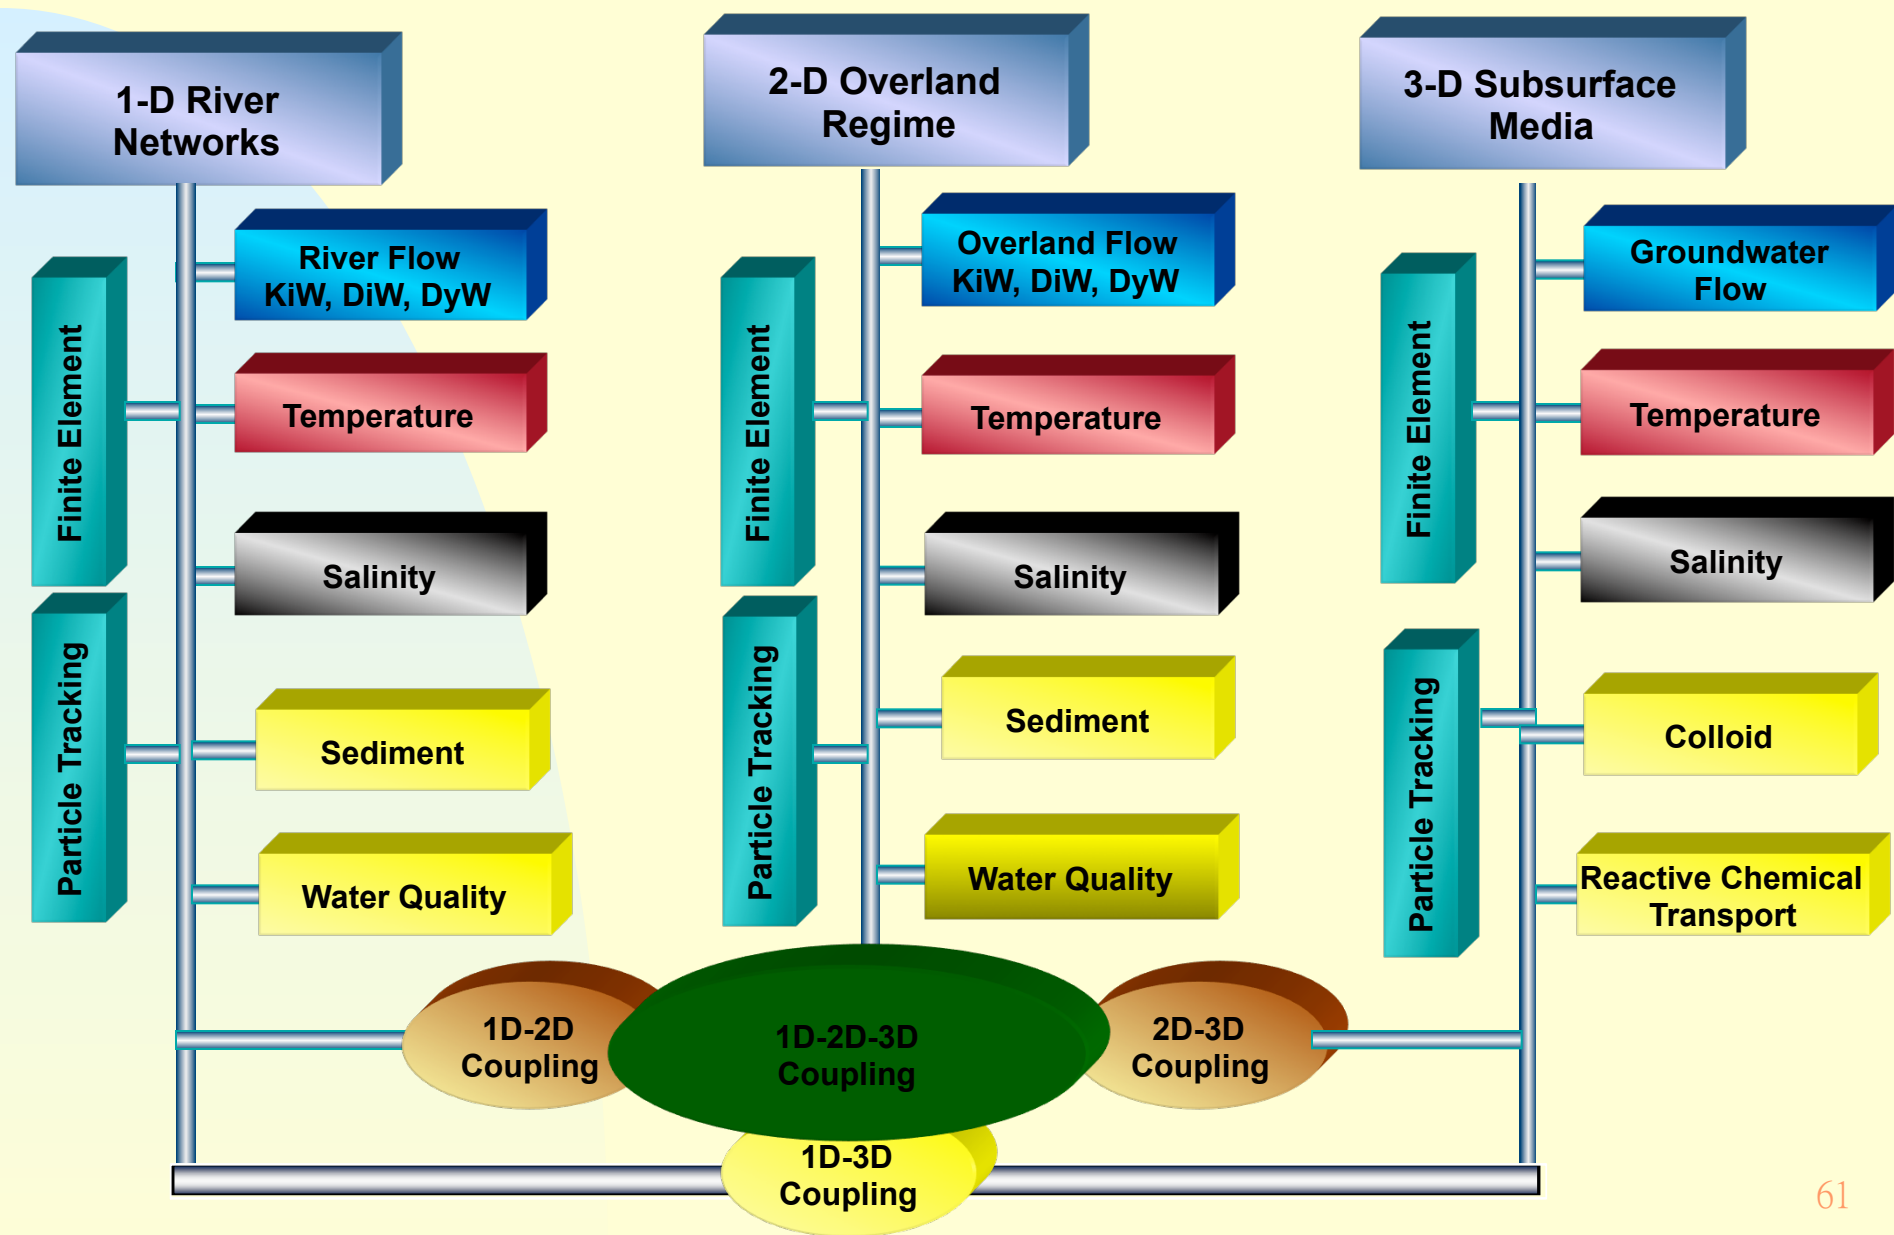 1-D River
Networks
2-D Overland
Regime
3-D Subsurface
Media
River Flow
KiW, DiW, DyW
Temperature
Salinity
Sediment
Water Quality
Finite Element
Particle Tracking
Overland Flow
KiW, DiW, DyW
Temperature
Salinity
Sediment
Water Quality
Finite Element
Particle Tracking
Groundwater
Flow
Temperature
Salinity
Colloid
Reactive Chemical
Transport
Finite Element
Particle Tracking
1D-2D
Coupling
1D-2D-3D
Coupling
2D-3D
Coupling
1D-3D
Coupling
61